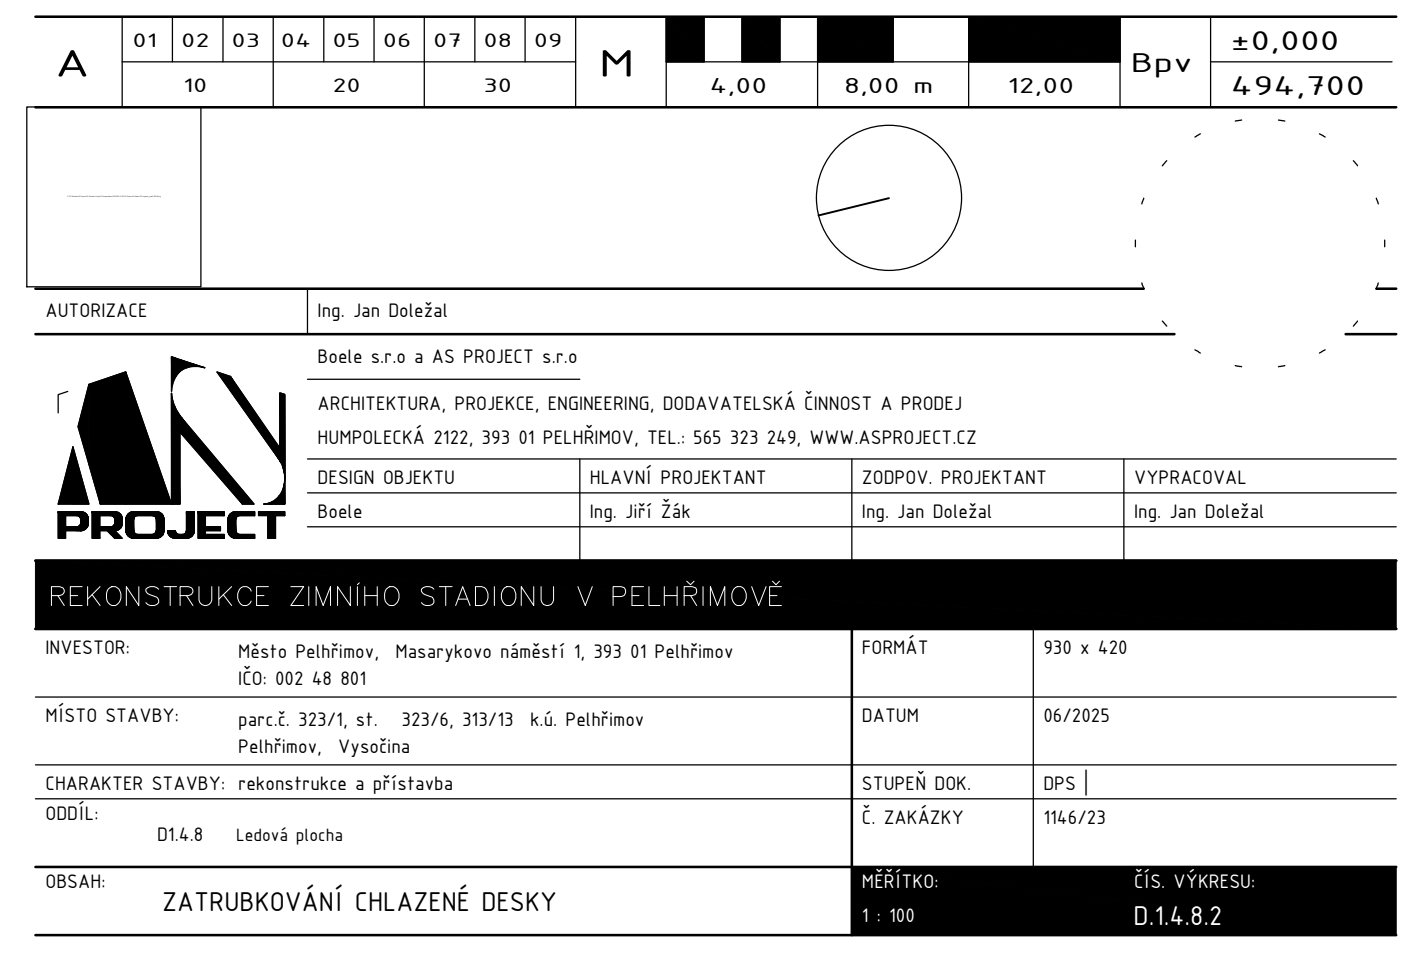 A 01 02 03 04 05 06 07 08 09 M Bpv ±0,000
10 20 30 4,00 8,00 m 12,00 494,700
AUTORIZACE Ing. Jan Doležal
Boele s.r.o a AS PROJECT s.r.o
ARCHITEKTURA, PROJEKCE, ENGINEERING, DODAVATELSKÁ ČINNOST A PRODEJ
HUMPOLECKÁ 2122, 393 01 PELHŘIMOV, TEL.: 565 323 249, WWW.ASPROJECT.CZ
DESIGN OBJEKTU HLAVNÍ PROJEKTANT ZODPOV. PROJEKTANT VYPRACOVAL
Boele Ing. Jiří Žák Ing. Jan Doležal Ing. Jan Doležal
AS
PROJECT
REKONSTRUKCE ZIMNÍHO STADIONU V PELHŘIMOVĚ
INVESTOR: Město Pelhřimov, Masarykovo náměstí 1, 393 01 Pelhřimov FORMÁT 930 x 420
IČO: 002 48 801
MÍSTO STAVBY: parc.č. 323/1, st. 323/6, 313/13 k.ú. Pelhřimov DATUM 06/2025
Pelhřimov, Vysočina
CHARAKTER STAVBY: rekonstrukce a přístavba STUPEŇ DOK. DPS
ODDÍL: Č. ZAKÁZKY 1146/23
D1.4.8 Ledová plocha
OBSAH: MĚŘÍTKO: ČÍS. VÝKRESU:
ZATRUBKOVÁNÍ CHLAZENÉ DESKY 1 : 100 D.1.4.8.2